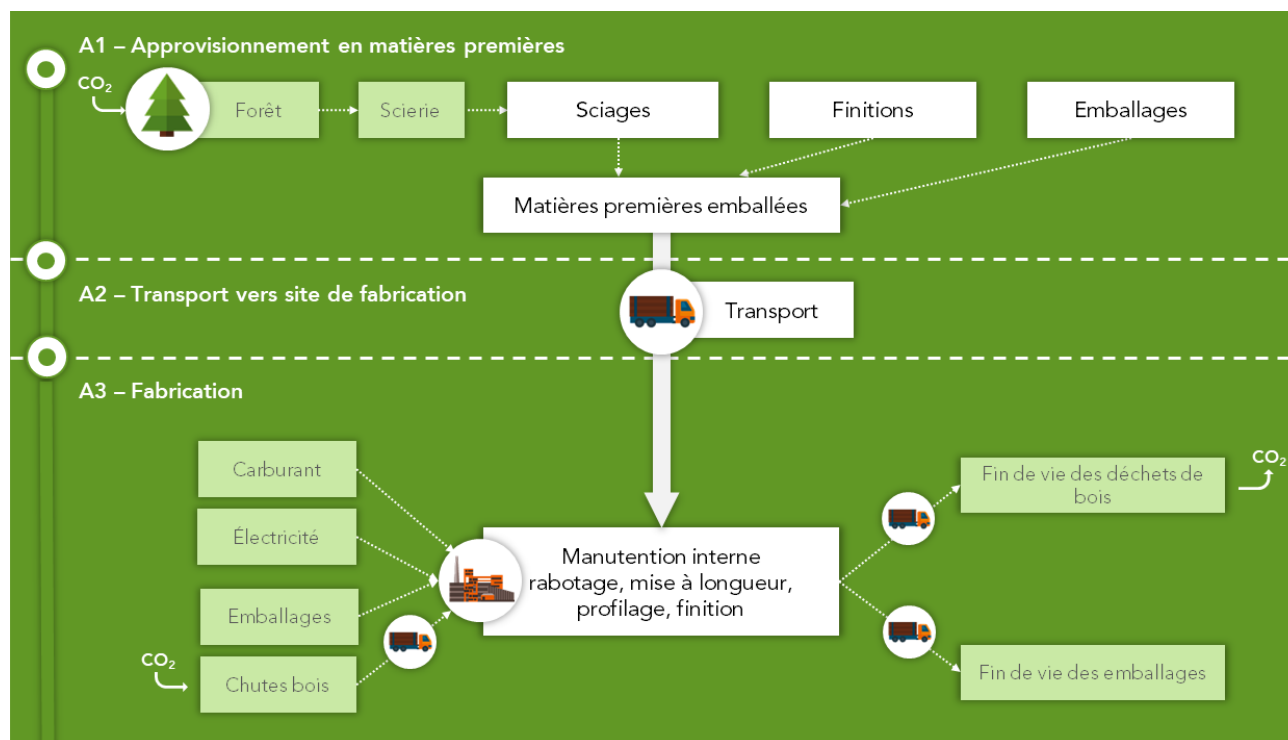 A1 – Approvisionnement en matières premières
CO2
Forêt
Scierie
Sciages
Finitions
Emballages
Matières premières emballées
A2 – Transport vers site de fabrication
Transport
A3 – Fabrication
Carburant
Électricité
Emballages
CO2
Chutes bois
Manutention interne
rabotage, mise à longueur,
profilage, finition
Fin de vie des déchets de
bois
CO2
Fin de vie des emballages